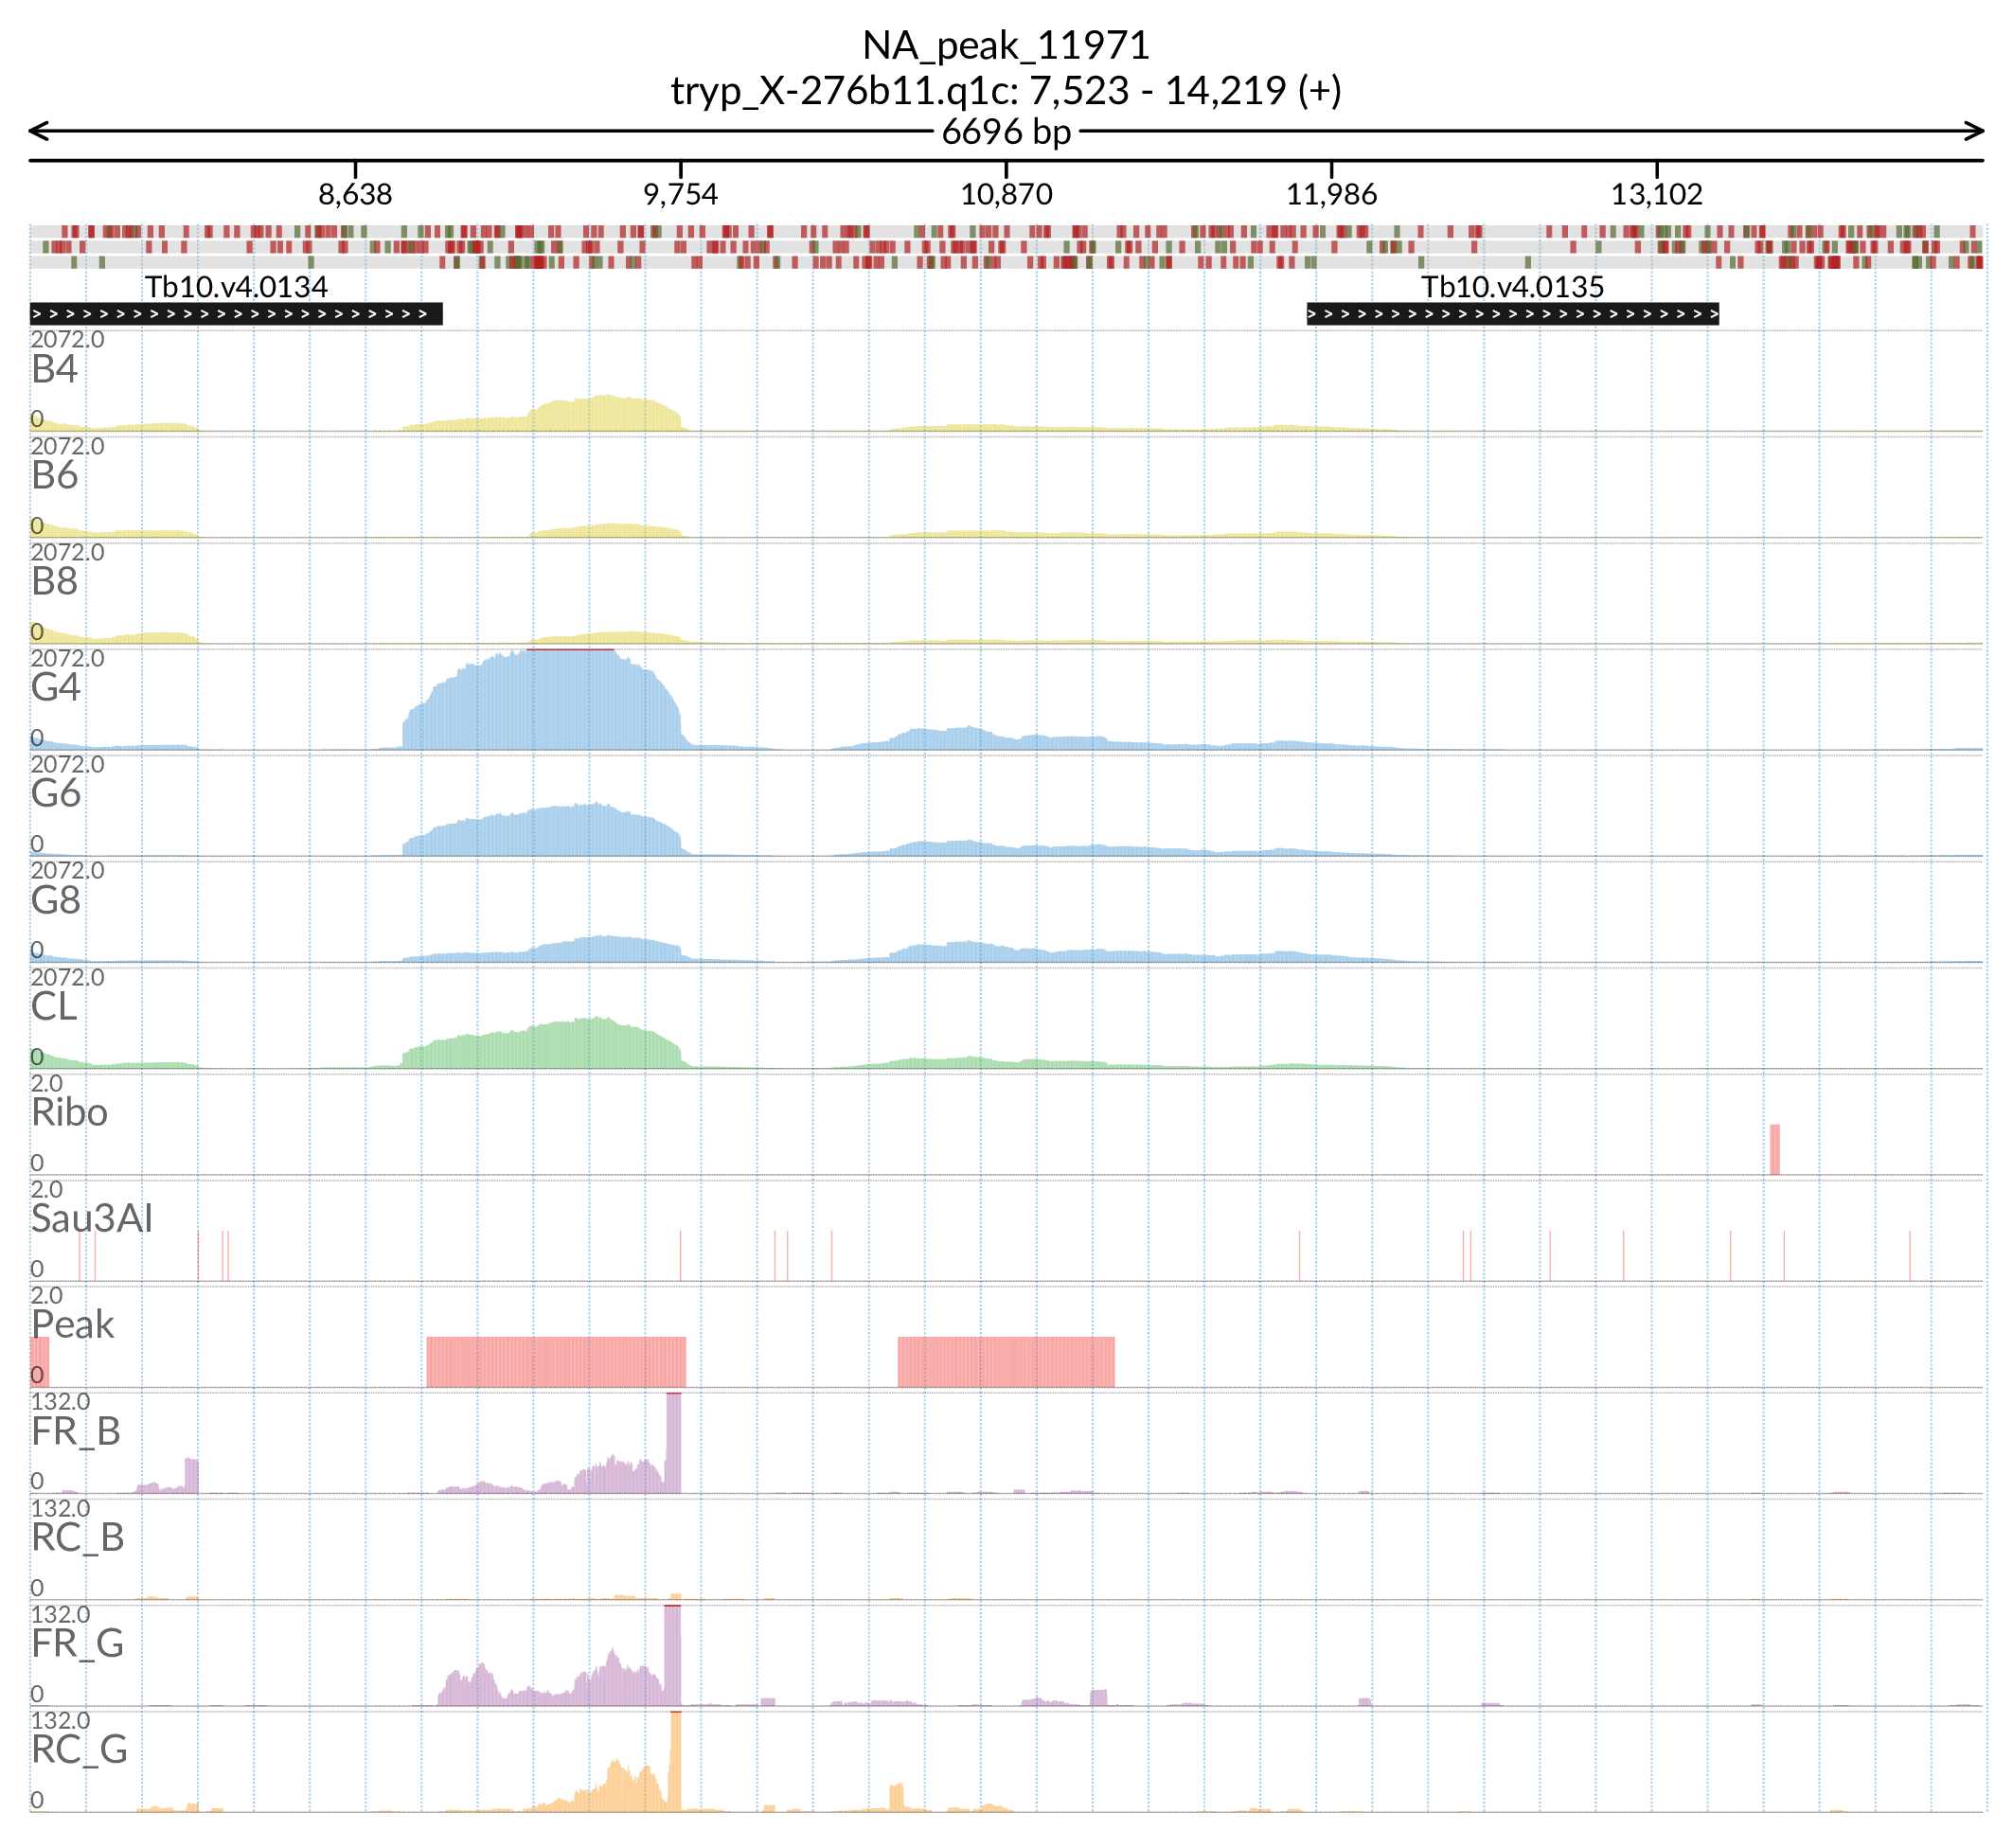 NA_peak_11971
tryp_X-276b11.q1c: 7,523 - 14,219 (+)
6696 bp
8,638 9,754 10,870 11,986 13,102
Tb10.v4.0134 Tb10.v4.0135
2072.0
B4
0
2072.0
B6
0
2072.0
B8
0
2072.0
G4
0
2072.0
G6
0
2072.0
G8
0
2072.0
CL
0
2.0
Ribo
0
2.0
Sau3AI
0
2.0
Peak
0
132.0
FR_B
0
132.0
RC_B
0
132.0
FR_G
0
132.0
RC_G
0